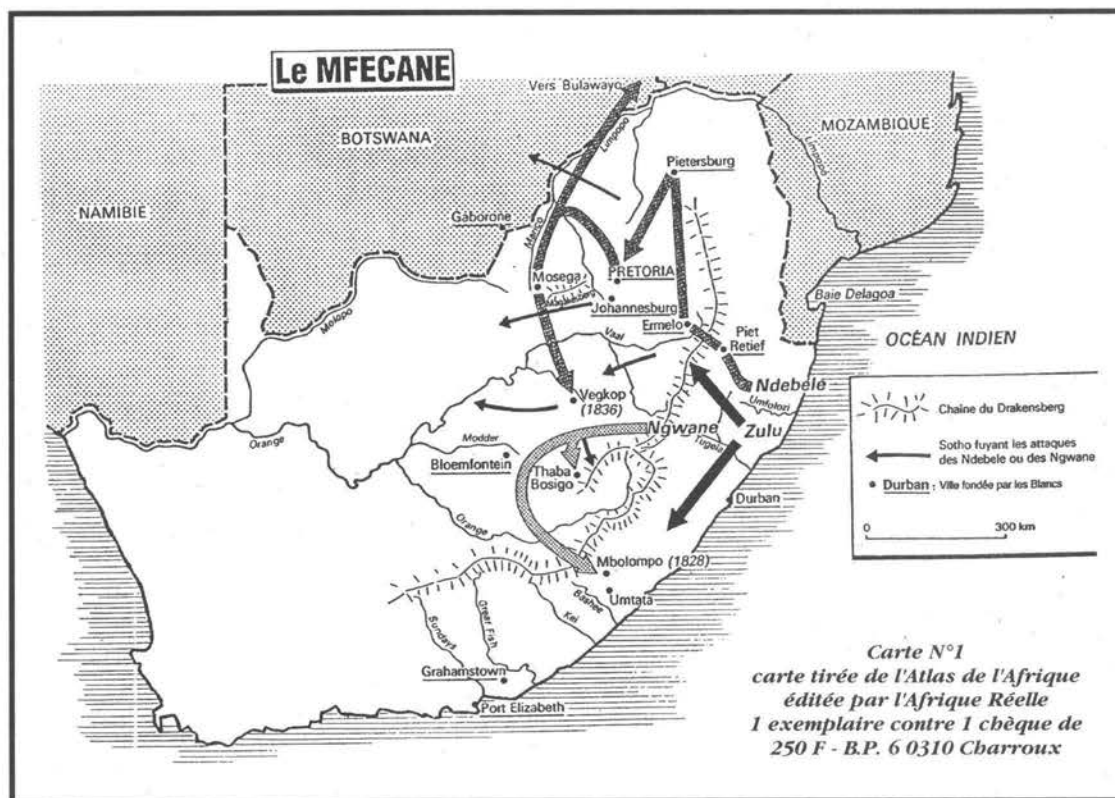 Le MFECANE
Vers Bulawayo
BOTSWANA
MOZAMBIQUE
Limpopo
Limpopo
Pietersburg
NAMIBIE
Gaborone
Marico
Mosega
PRETORIA
Magaliesberg
Johannesburg
Baie Delagoa
Molopo
Ermelo
Vaal
Piet
Retief
OCÉAN INDIEN
Ndebele
Umfolozi
Vegkop
(1836)
Ngwane
Zulu
Tugela
Orange
Modder
Bloemfontein
Thaba
Bosigo
Durban
Orange
Mbolompo (1828)
Umtata
Bashee
Kei
Grear Fish
Sundays
Grahamstown
Port Elizabeth
Chaîne du Drakensberg
Sotho fuyant les attaques
des Ndebele ou des Ngwane
Durban : Ville fondée par les Blancs
0 300 km
Carte N°1
carte tirée de l'Atlas de l'Afrique
éditée par l'Afrique Réelle
1 exemplaire contre 1 chèque de
250 F - B.P. 6 0310 Charroux